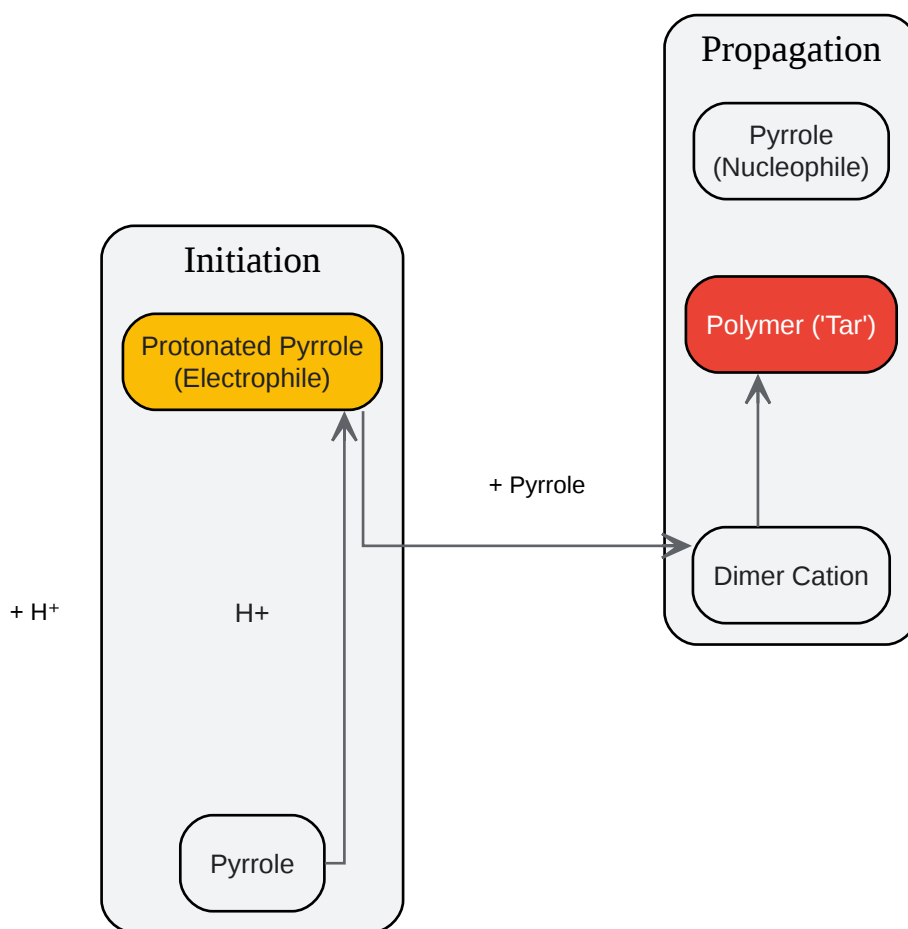 Propagation
Pyrrole
(Nucleophile)
Initiation
Polymer ('Tar')
Protonated Pyrrole
(Electrophile)
+ Pyrrole
Dimer Cation
+ H⁺
H+
Pyrrole